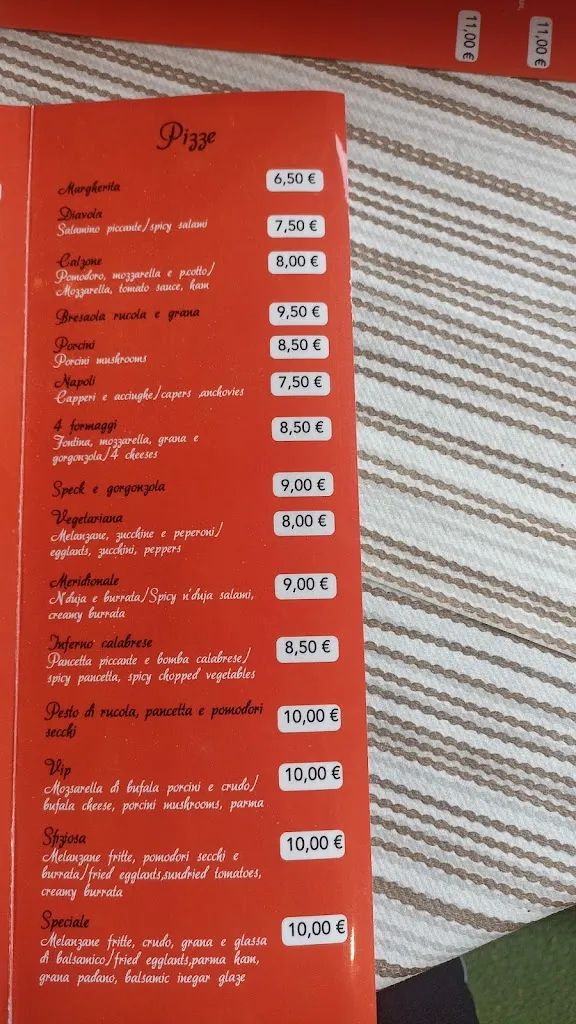 11,00 €
11,00 €
Pizze
Margherita 6,50 €
Diavola 7,50 €
Salamino piccante/spicy salami
Calzone 8,00 €
Pomodoro, mozzarella e p.cotto/
Mozzarella, tomato sauce, ham
Bresaola rucola e grana 9,50 €
Porcini 8,50 €
Porcini mushrooms
Napoli 7,50 €
Capperi e acciughe/capers ,anchovies
4 formaggi 8,50 €
Fontina, mozzarella, grana e
gorgonzola/4 cheeses
Speck e gorgonzola 9,00 €
Vegetariana 8,00 €
Melanzane, zucchine e peperoni/
egglants, zucchini, peppers
Meridionale 9,00 €
N'duja e burrata/Spicy n'duja salami,
creamy burrata
Inferno calabrese 8,50 €
Pancetta piccante e bomba calabrese/
spicy pancetta, spicy chopped vegetables
Pesto di rucola, pancetta e pomodori 10,00 €
secchi
Vip 10,00 €
Mozsarella di bufala porcini e crudo/
bufala cheese, porcini mushrooms, parma
Sfiziosa 10,00 €
Melanzane fritte, pomodori secchi e
burrata/fried egglants,sundried tomatoes,
creamy burrata
Speciale 10,00 €
Melanzane fritte, crudo, grana e glassa
di balsamico/fried egglants,parma ham,
grana padano, balsamic inegar glaze